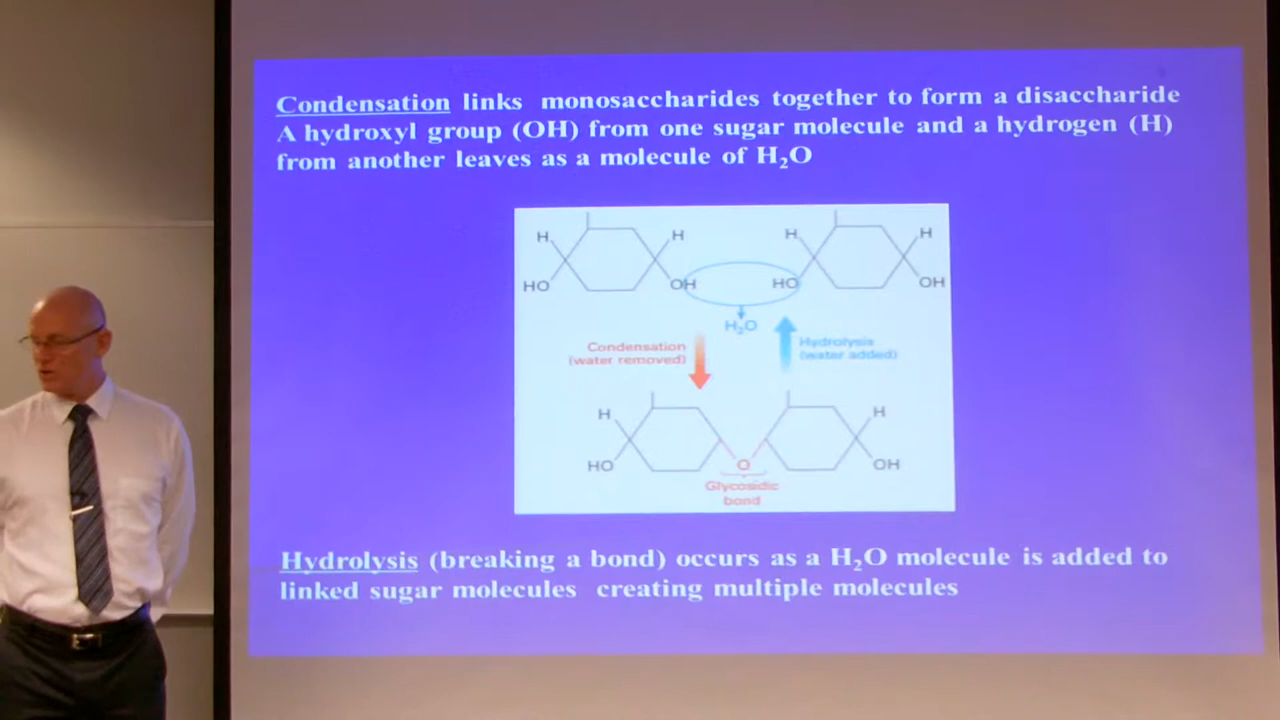 Condensation links monosaccharides together to form a disaccharide
A hydroxyl group (OH) from one sugar molecule and a hydrogen (H)
from another leaves as a molecule of H₂O
H H H H
HO OH HO OH
H₂O
Condensation
(water removed)
Hydrolysis
(water added)
H H
HO O OH
Glycosidic
bond
Hydrolysis (breaking a bond) occurs as a H₂O molecule is added to
linked sugar molecules creating multiple molecules